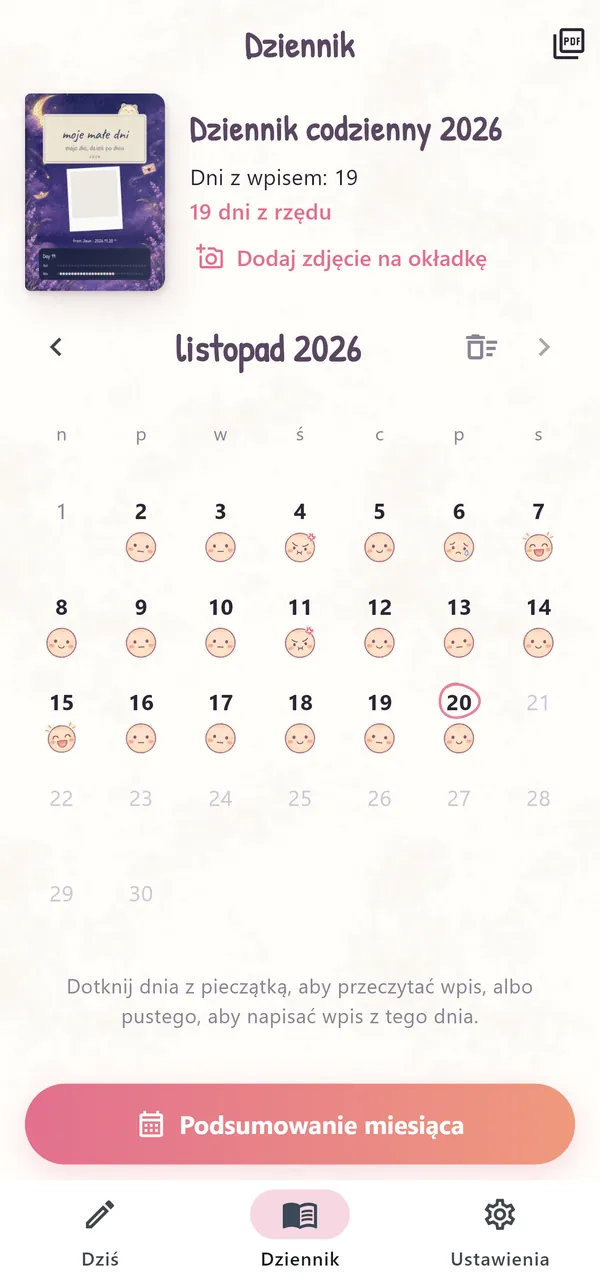 Dziennik
PDF
moje małe dni
moje dni, dzień po dniu
2026
Day 19
Dziennik codzienny 2026
Dni z wpisem: 19
19 dni z rzędu
Dodaj zdjęcie na okładkę
listopad 2026
n p w ś c p s
1 2 3 4 5 6 7
8 9 10 11 12 13 14
15 16 17 18 19 20 21
22 23 24 25 26 27 28
29 30
Dotknij dnia z pieczątką, aby przeczytać wpis, albo
pustego, aby napisać wpis z tego dnia.
Podsumowanie miesiąca
Dziś Dziennik Ustawienia